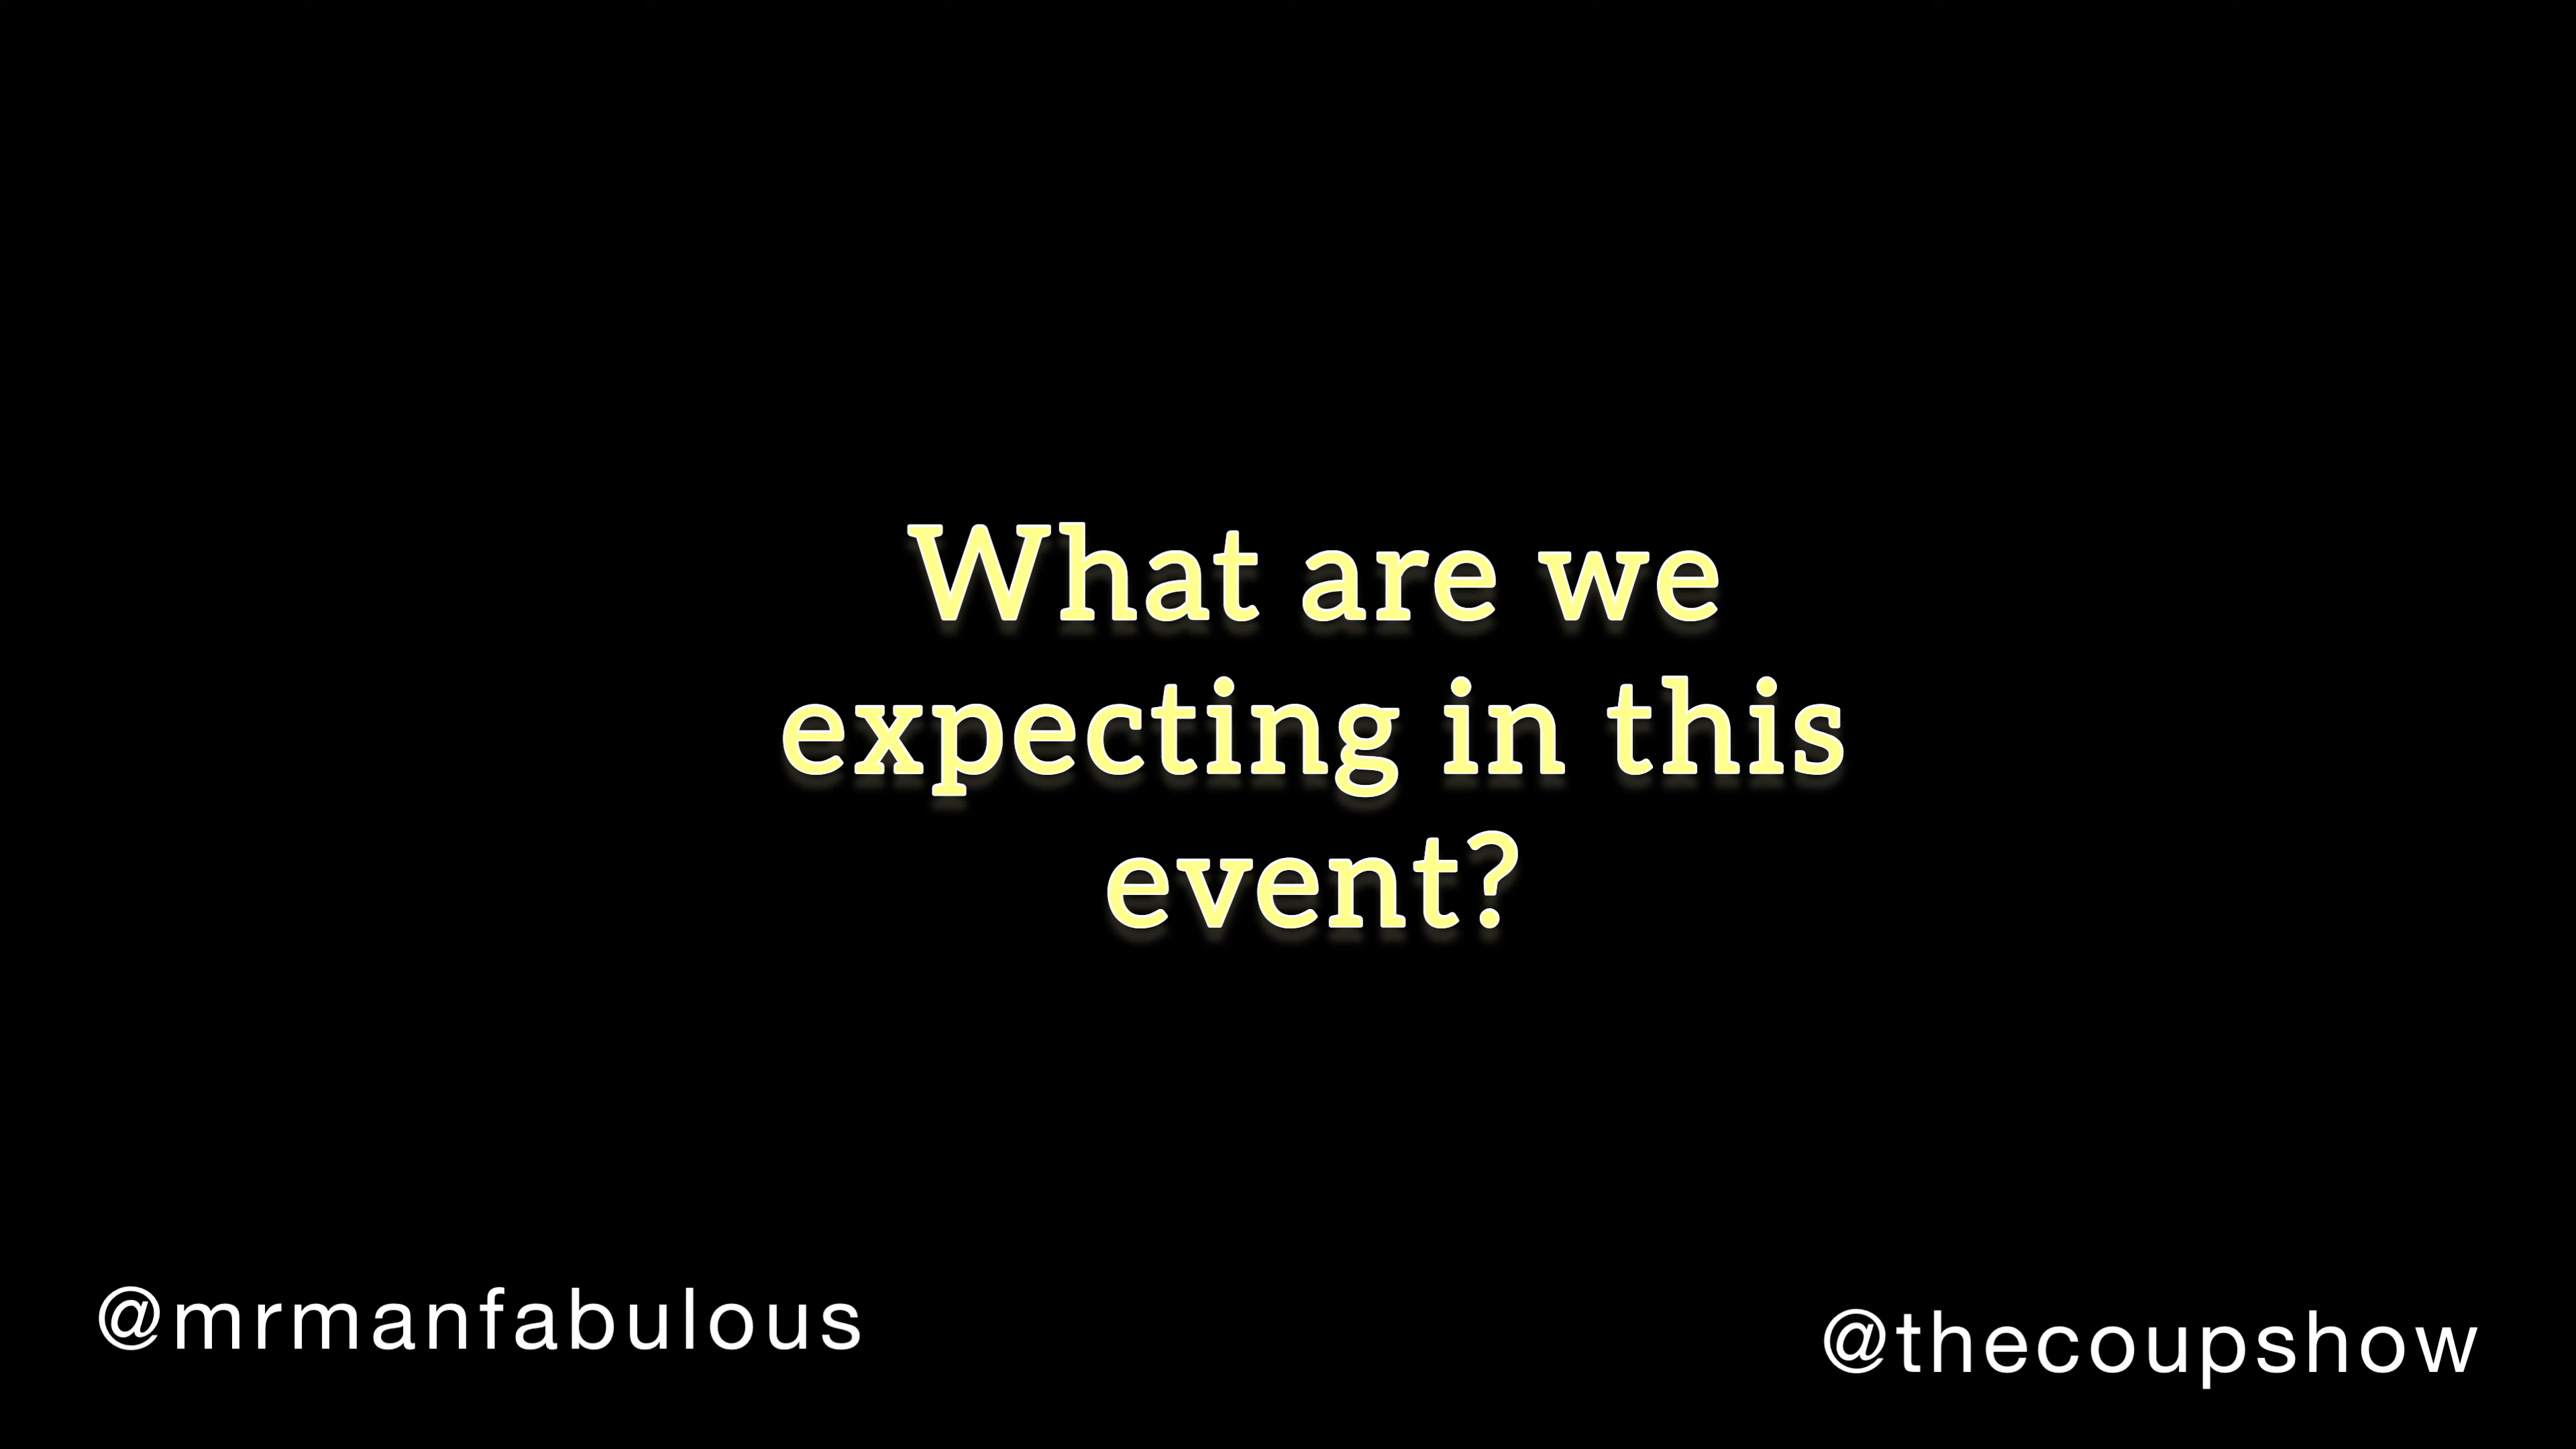 What are we
expecting in this
event?
@mrmanfabulous
@thecoupshow